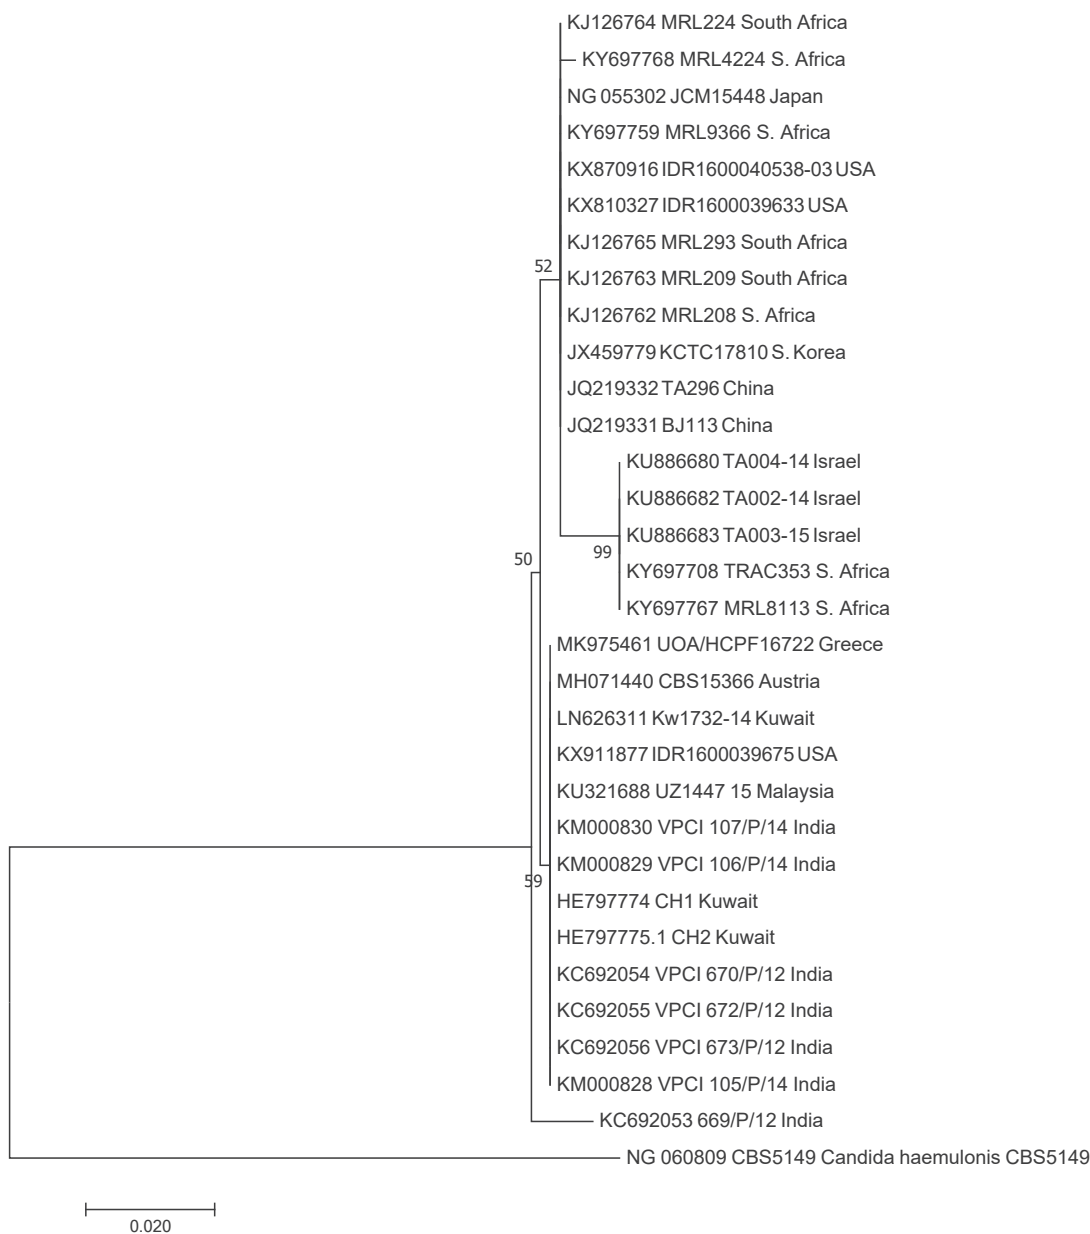 KJ126764 MRL224 South Africa
KY697768 MRL4224 S. Africa
NG 055302 JCM15448 Japan
KY697759 MRL9366 S. Africa
KX870916 IDR1600040538-03 USA
KX810327 IDR1600039633 USA
KJ126765 MRL293 South Africa
52
KJ126763 MRL209 South Africa
KJ126762 MRL208 S. Africa
JX459779 KCTC17810 S. Korea
JQ219332 TA296 China
JQ219331 BJ113 China
KU886680 TA004-14 Israel
KU886682 TA002-14 Israel
KU886683 TA003-15 Israel
99
50
KY697708 TRAC353 S. Africa
KY697767 MRL8113 S. Africa
MK975461 UOA/HCPF16722 Greece
MH071440 CBS15366 Austria
LN626311 Kw1732-14 Kuwait
KX911877 IDR1600039675 USA
KU321688 UZ1447 15 Malaysia
KM000830 VPCI 107/P/14 India
KM000829 VPCI 106/P/14 India
59
HE797774 CH1 Kuwait
HE797775.1 CH2 Kuwait
KC692054 VPCI 670/P/12 India
KC692055 VPCI 672/P/12 India
KC692056 VPCI 673/P/12 India
KM000828 VPCI 105/P/14 India
KC692053 669/P/12 India
NG 060809 CBS5149 Candida haemulonis CBS5149
0.020